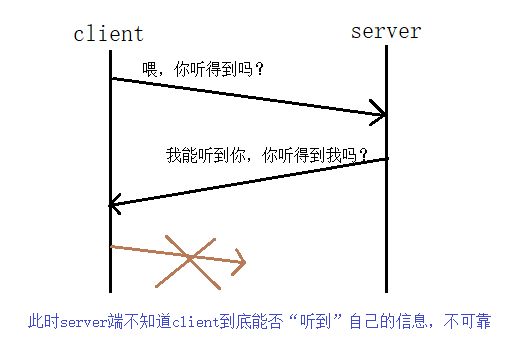 client
server
喂，你听得到吗？
我能听到你，你听得到我吗？
此时server端不知道client到底能否“听到”自己的信息，不可靠